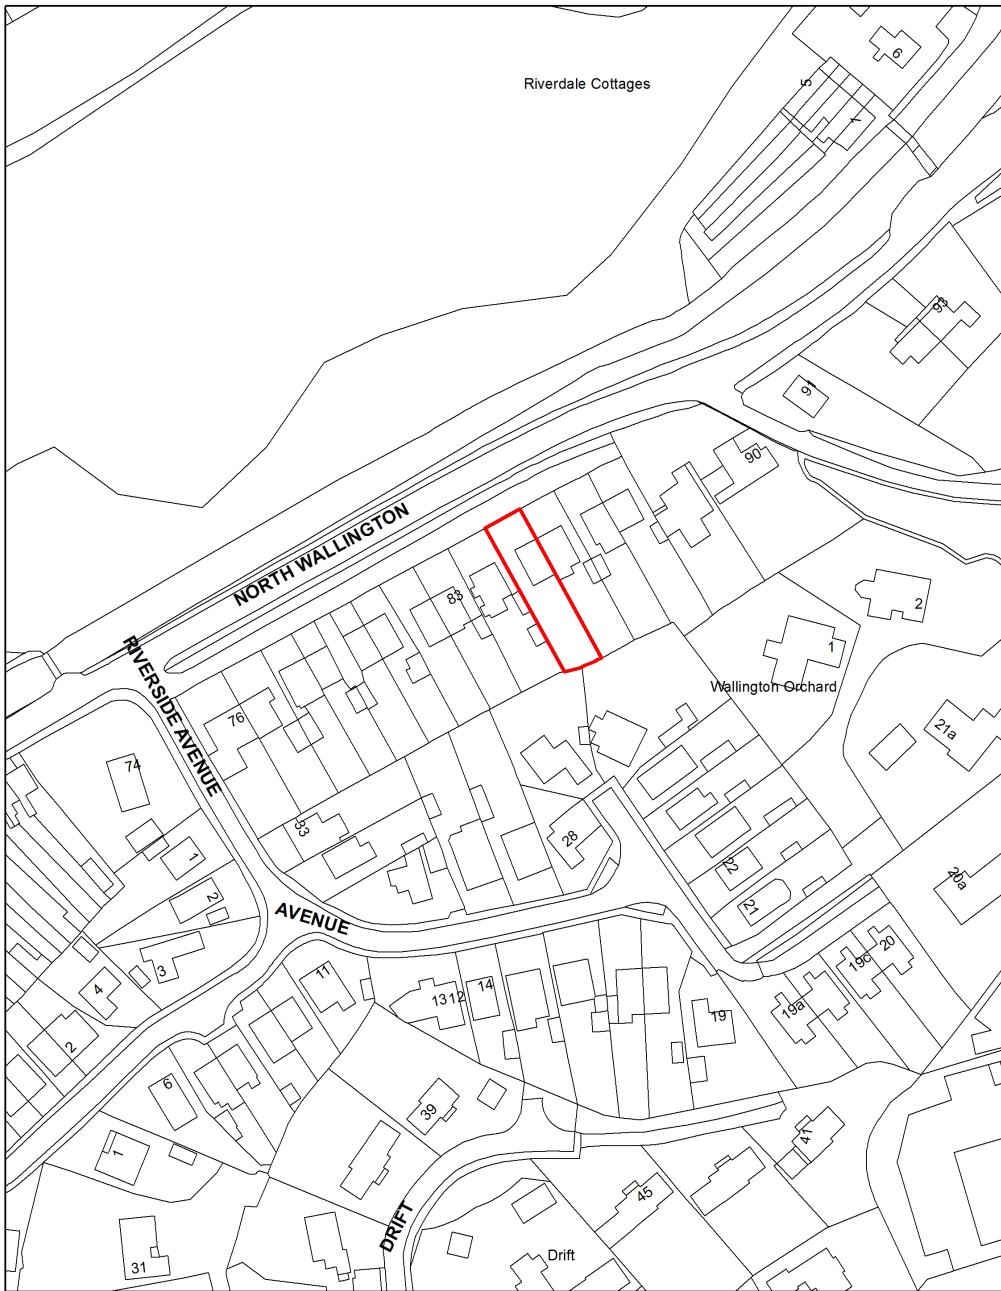 6
Riverdale Cottages
5
1
93
91
90
NORTH WALLINGTON
83
2
1
RIVERSIDE AVENUE
Wallington Orchard
76
21a
74
33
28
1
22
20a
2
21
AVENUE
20
3
11
19c
4
13
12
14
19a
19
2
6
39
41
1
45
DRIFT
Drift
31